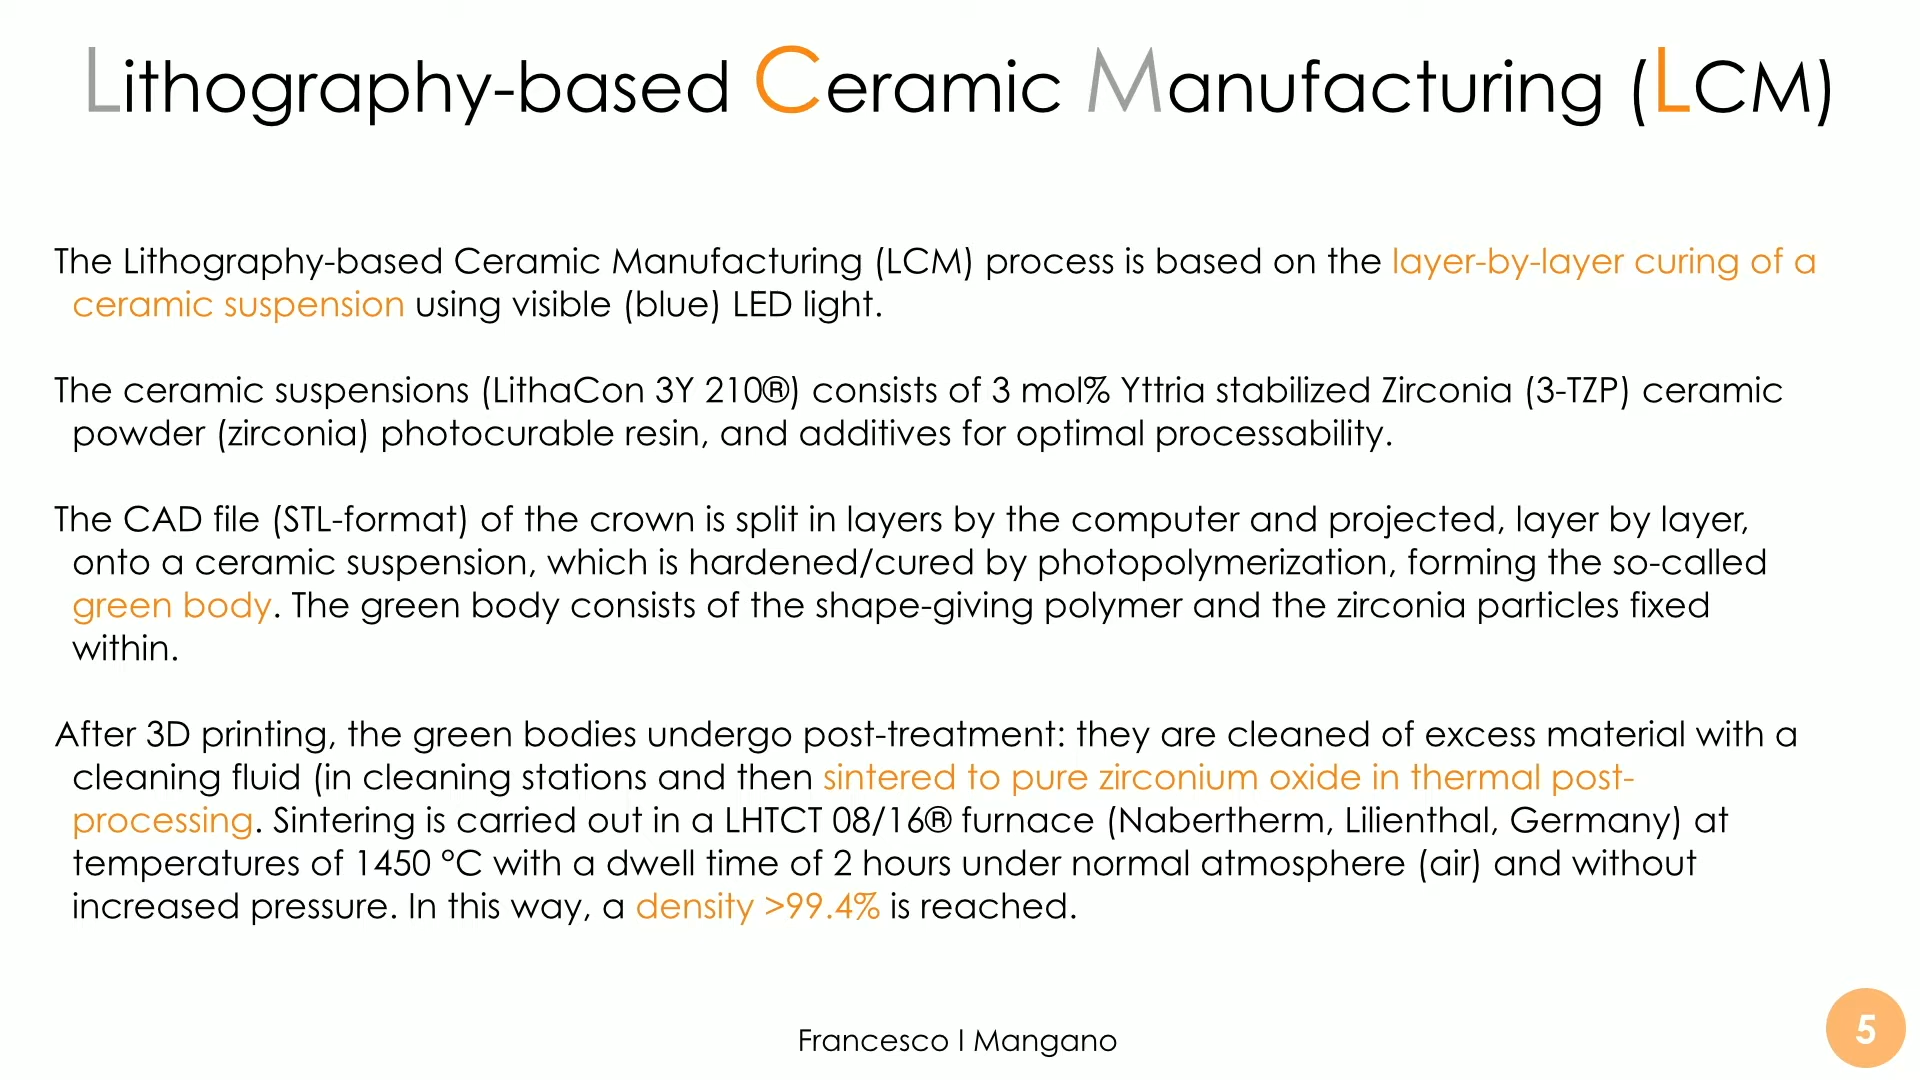 Lithography-based Ceramic Manufacturing (LCM)
The Lithography-based Ceramic Manufacturing (LCM) process is based on the layer-by-layer curing of a
ceramic suspension using visible (blue) LED light.
The ceramic suspensions (LithaCon 3Y 210®) consists of 3 mol% Yttria stabilized Zirconia (3-TZP) ceramic
powder (zirconia) photocurable resin, and additives for optimal processability.
The CAD file (STL-format) of the crown is split in layers by the computer and projected, layer by layer,
onto a ceramic suspension, which is hardened/cured by photopolymerization, forming the so-called
green body. The green body consists of the shape-giving polymer and the zirconia particles fixed
within.
After 3D printing, the green bodies undergo post-treatment: they are cleaned of excess material with a
cleaning fluid (in cleaning stations and then sintered to pure zirconium oxide in thermal post-
processing. Sintering is carried out in a LHTCT 08/16® furnace (Nabertherm, Lilienthal, Germany) at
temperatures of 1450 °C with a dwell time of 2 hours under normal atmosphere (air) and without
increased pressure. In this way, a density >99.4% is reached.
Francesco I Mangano
5